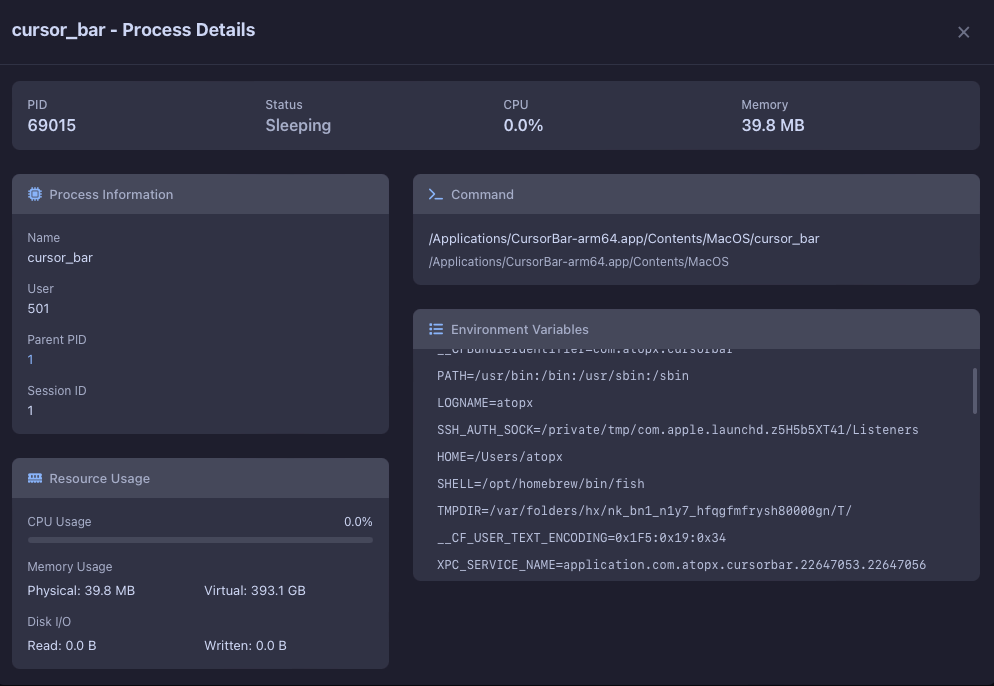 cursor_bar - Process Details
PID
69015
Status
Sleeping
CPU
0.0%
Memory
39.8 MB
Process Information
Name
cursor_bar
User
501
Parent PID
1
Session ID
1
Resource Usage
CPU Usage
0.0%
Memory Usage
Physical: 39.8 MB
Virtual: 393.1 GB
Disk I/O
Read: 0.0 B
Written: 0.0 B
Command
/Applications/CursorBar-arm64.app/Contents/MacOS/cursor_bar
/Applications/CursorBar-arm64.app/Contents/MacOS
Environment Variables
__CFBundleIdentifier=com.atopx.cursorbar
PATH=/usr/bin:/bin:/usr/sbin:/sbin
LOGNAME=atopx
SSH_AUTH_SOCK=/private/tmp/com.apple.launchd.z5H5b5XT41/Listeners
HOME=/Users/atopx
SHELL=/opt/homebrew/bin/fish
TMPDIR=/var/folders/hx/nk_bn1_n1y7_hfqgfmfrysh80000gn/T/
__CF_USER_TEXT_ENCODING=0x1F5:0x19:0x34
XPC_SERVICE_NAME=application.com.atopx.cursorbar.22647053.22647056